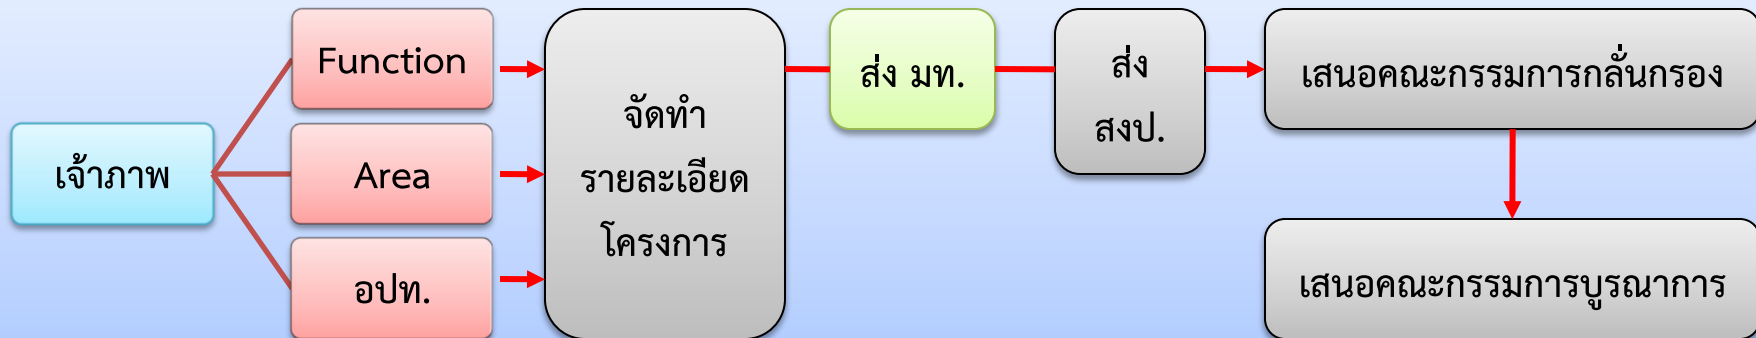 เจ้าภาพ
Function
Area
อปท.
จัดทำ
รายละเอียด
โครงการ
ส่ง มท.
ส่ง
สงป.
เสนอคณะกรรมการกลั่นกรอง
เสนอคณะกรรมการบูรณาการ